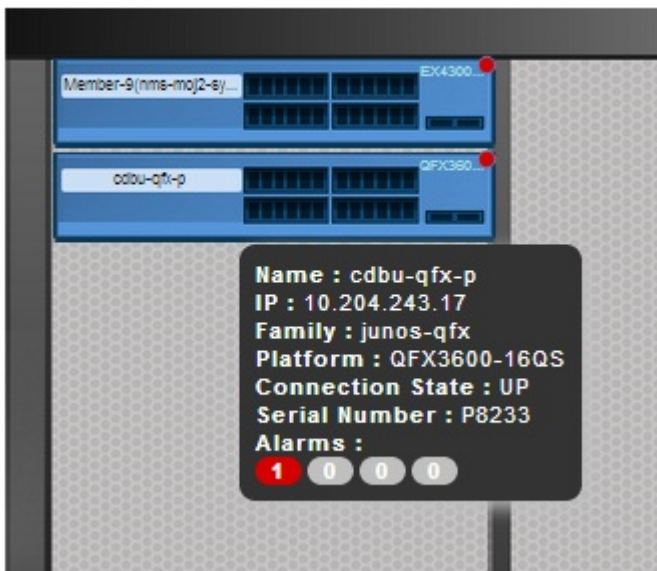 EX4300...
Member-9(nms-moj2-sy...
QFX360...
cdbu-qfx-p
Name : cdbu-qfx-p
IP : 10.204.243.17
Family : junos-qfx
Platform : QFX3600-16QS
Connection State : UP
Serial Number : P8233
Alarms :
1 0 0 0